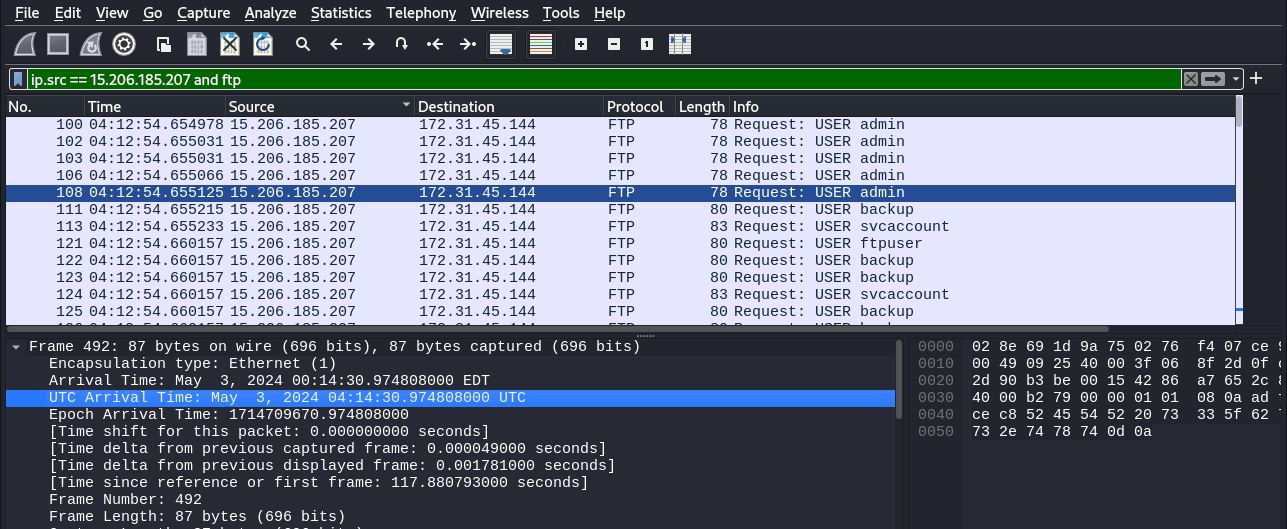 File Edit View Go Capture Analyze Statistics Telephony Wireless Tools Help
ip.src == 15.206.185.207 and ftp
No. Time Source Destination Protocol Length Info
100 04:12:54.654978 15.206.185.207 172.31.45.144 FTP 78 Request: USER admin
102 04:12:54.655031 15.206.185.207 172.31.45.144 FTP 78 Request: USER admin
103 04:12:54.655031 15.206.185.207 172.31.45.144 FTP 78 Request: USER admin
106 04:12:54.655066 15.206.185.207 172.31.45.144 FTP 78 Request: USER admin
108 04:12:54.655125 15.206.185.207 172.31.45.144 FTP 78 Request: USER admin
111 04:12:54.655215 15.206.185.207 172.31.45.144 FTP 80 Request: USER backup
113 04:12:54.655233 15.206.185.207 172.31.45.144 FTP 83 Request: USER svcaccount
121 04:12:54.660157 15.206.185.207 172.31.45.144 FTP 80 Request: USER ftpuser
122 04:12:54.660157 15.206.185.207 172.31.45.144 FTP 80 Request: USER backup
123 04:12:54.660157 15.206.185.207 172.31.45.144 FTP 80 Request: USER backup
124 04:12:54.660157 15.206.185.207 172.31.45.144 FTP 83 Request: USER svcaccount
125 04:12:54.660157 15.206.185.207 172.31.45.144 FTP 80 Request: USER backup
Frame 492: 87 bytes on wire (696 bits), 87 bytes captured (696 bits)
Encapsulation type: Ethernet (1)
Arrival Time: May 3, 2024 00:14:30.974808000 EDT
UTC Arrival Time: May 3, 2024 04:14:30.974808000 UTC
Epoch Arrival Time: 1714709670.974808000
[Time shift for this packet: 0.000000000 seconds]
[Time delta from previous captured frame: 0.000049000 seconds]
[Time delta from previous displayed frame: 0.001781000 seconds]
[Time since reference or first frame: 117.880793000 seconds]
Frame Number: 492
Frame Length: 87 bytes (696 bits)
0000 02 8e 69 1d 9a 75 02 76 f4 07 ce
0010 00 49 09 25 40 00 3f 06 8f 2d 0f
0020 2d 90 b3 be 00 15 42 86 a7 65 2c
0030 40 00 b2 79 00 00 01 01 08 0a ad
0040 ce c8 52 45 54 52 20 73 33 5f 62
0050 73 2e 74 78 74 0d 0a